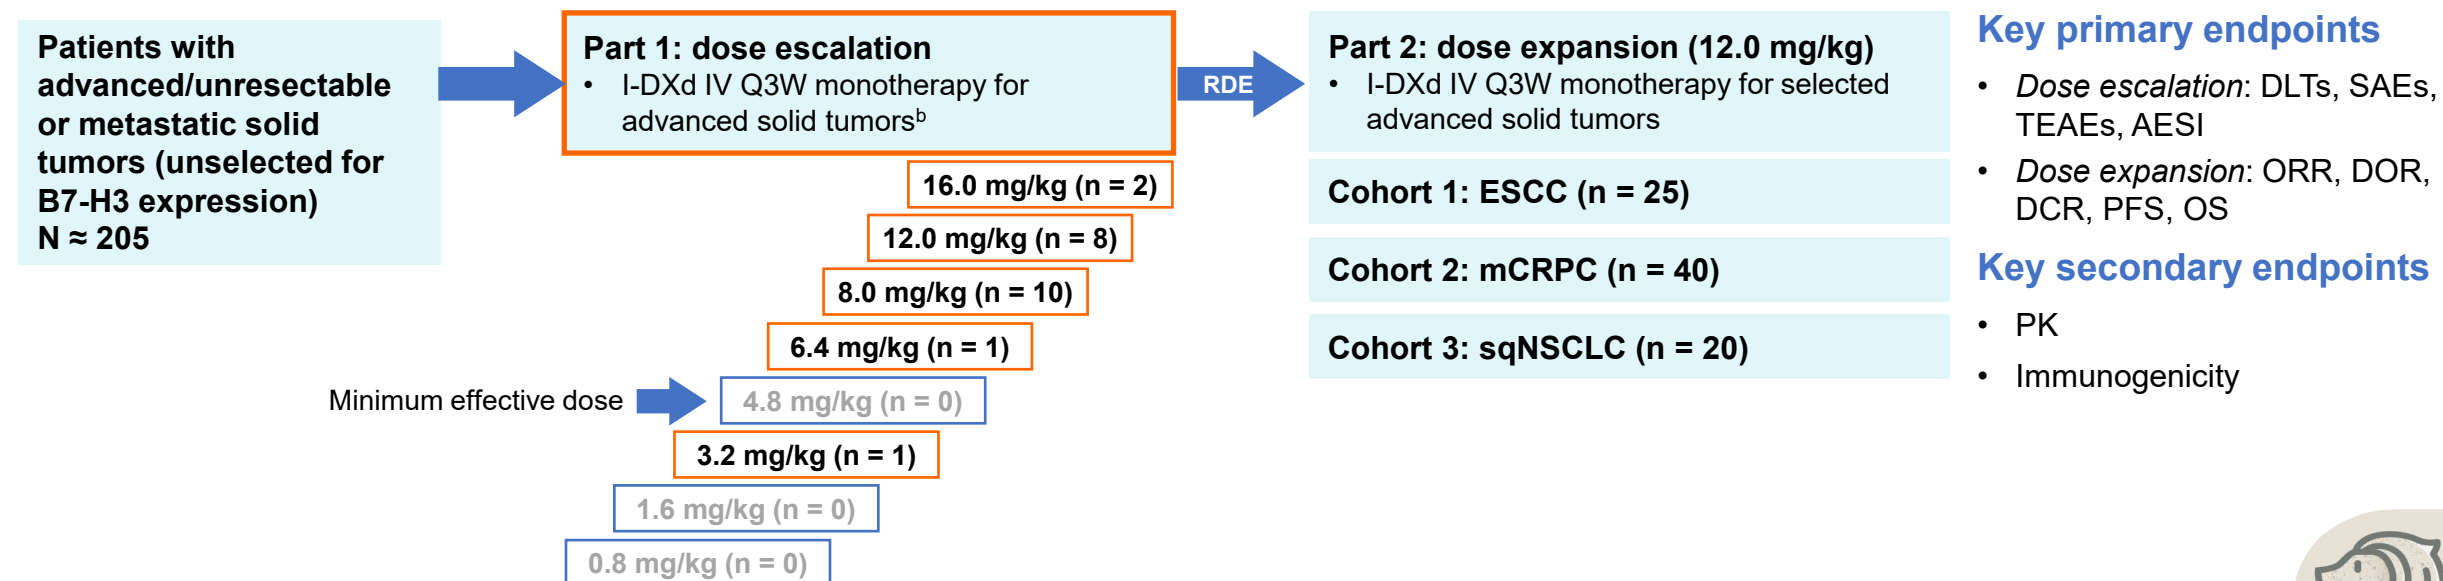 Patients with
advanced/unresectable
or metastatic solid
tumors (unselected for
B7-H3 expression)
N ≈ 205
Part 1: dose escalation
• I-DXd IV Q3W monotherapy for
advanced solid tumorsᵇ
16.0 mg/kg (n = 2)
12.0 mg/kg (n = 8)
8.0 mg/kg (n = 10)
6.4 mg/kg (n = 1)
Minimum effective dose
4.8 mg/kg (n = 0)
3.2 mg/kg (n = 1)
1.6 mg/kg (n = 0)
0.8 mg/kg (n = 0)
RDE
Part 2: dose expansion (12.0 mg/kg)
• I-DXd IV Q3W monotherapy for selected
advanced solid tumors
Cohort 1: ESCC (n = 25)
Cohort 2: mCRPC (n = 40)
Cohort 3: sqNSCLC (n = 20)
Key primary endpoints
• Dose escalation: DLTs, SAEs,
TEAEs, AESI
• Dose expansion: ORR, DOR,
DCR, PFS, OS
Key secondary endpoints
• PK
• Immunogenicity